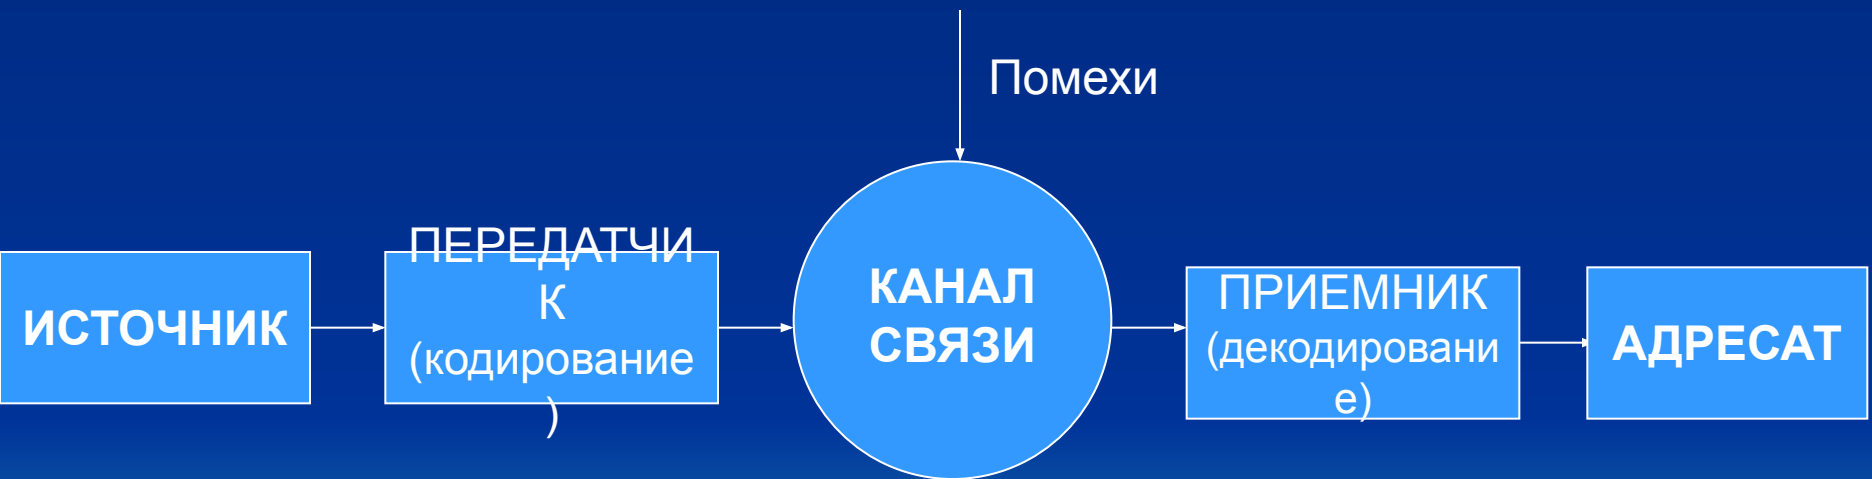 Помехи
ИСТОЧНИК
ПЕРЕДАТЧИ
К
(кодирование
)
КАНАЛ
СВЯЗИ
ПРИЕМНИК
(декодировани
е)
АДРЕСАТ